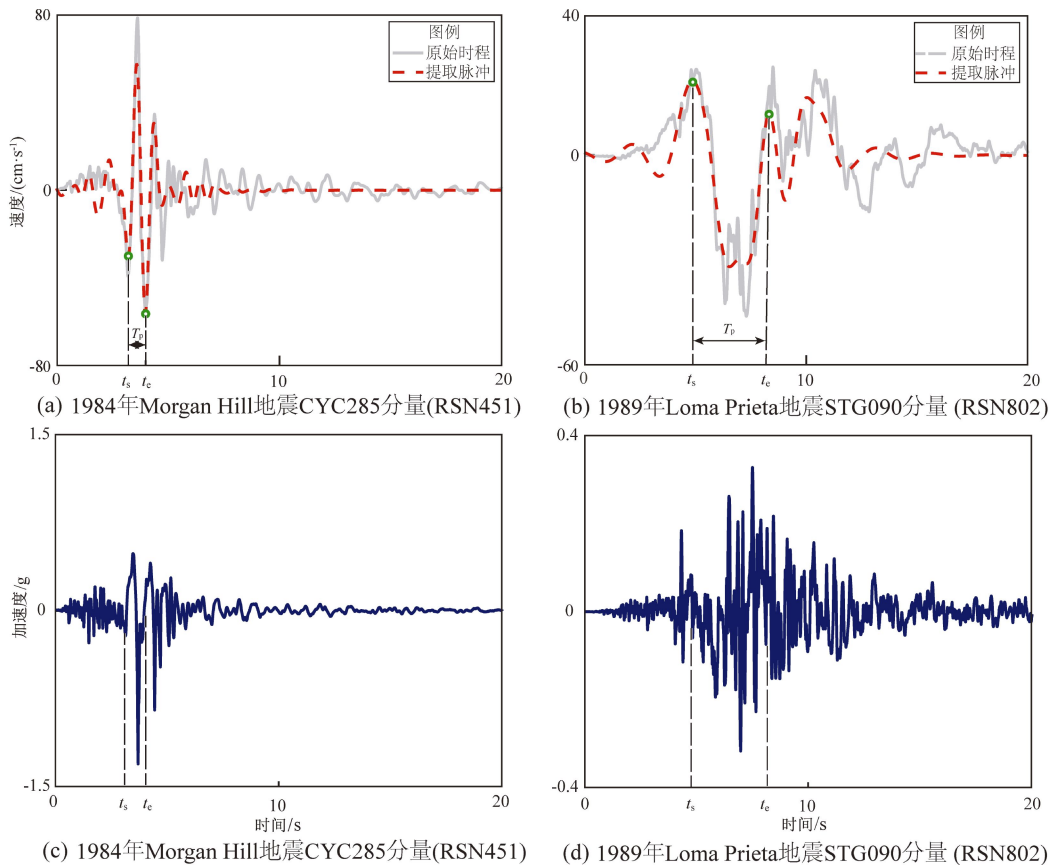 80
图例
原始时程
提取脉冲
速度/(cm·s⁻¹)
0
Tₚ
-80
0
tₛ
tₑ
10
20
(a) 1984年Morgan Hill地震CYC285分量(RSN451)
40
图例
原始时程
提取脉冲
0
Tₚ
-60
0
tₛ
tₑ
10
20
(b) 1989年Loma Prieta地震STG090分量 (RSN802)
1.5
加速度/g
0
-1.5
0
tₛ
tₑ
10
20
时间/s
(c) 1984年Morgan Hill地震CYC285分量(RSN451)
0.4
0
-0.4
0
tₛ
tₑ
10
20
时间/s
(d) 1989年Loma Prieta地震STG090分量(RSN802)